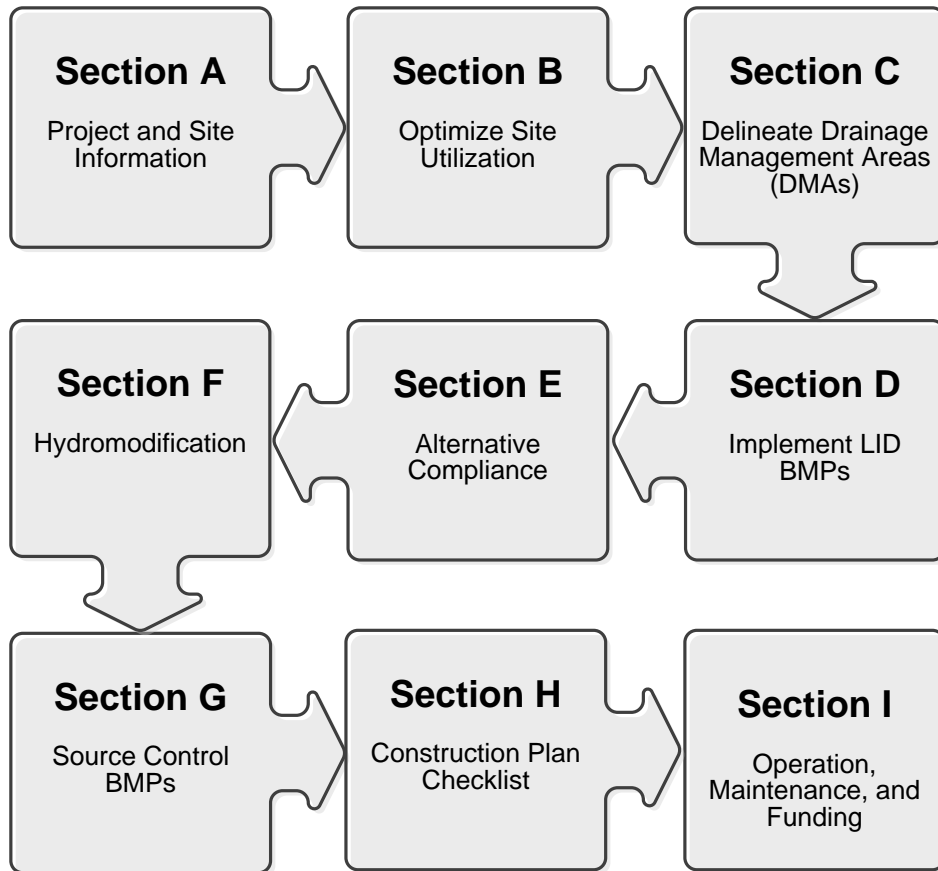 Section A
Project and Site
Information
Section B
Optimize Site
Utilization
Section C
Delineate Drainage
Management Areas
(DMAs)
Section F
Hydromodification
Section E
Alternative
Compliance
Section D
Implement LID
BMPs
Section G
Source Control
BMPs
Section H
Construction Plan
Checklist
Section I
Operation,
Maintenance, and
Funding